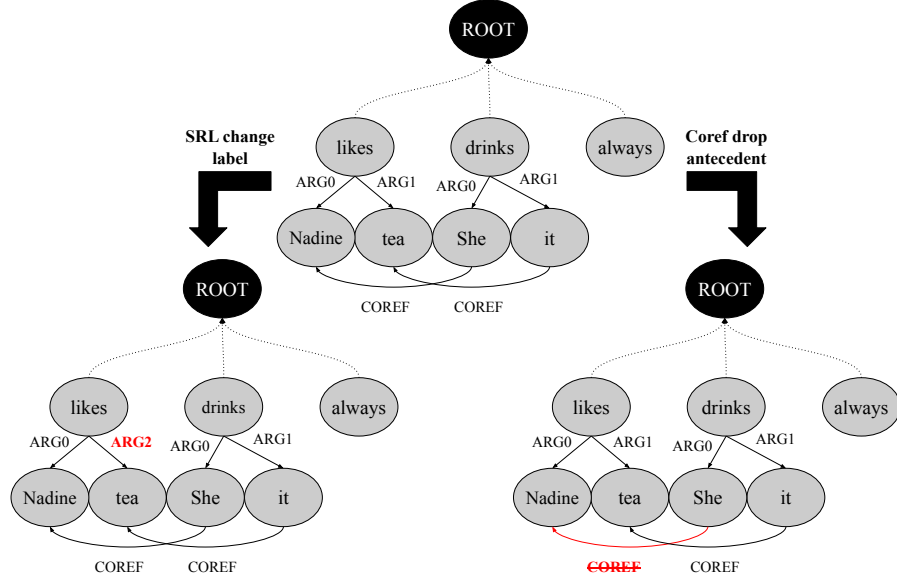 ROOT
SRL change
label
Coref drop
antecedent
likes
drinks
always
ARG0
ARG1
ARG0
ARG1
Nadine
tea
She
it
COREF
COREF
ROOT
likes
drinks
always
ARG0
ARG2
ARG0
ARG1
Nadine
tea
She
it
COREF
COREF
ROOT
likes
drinks
always
ARG0
ARG1
ARG0
ARG1
Nadine
tea
She
it
COREF
COREF